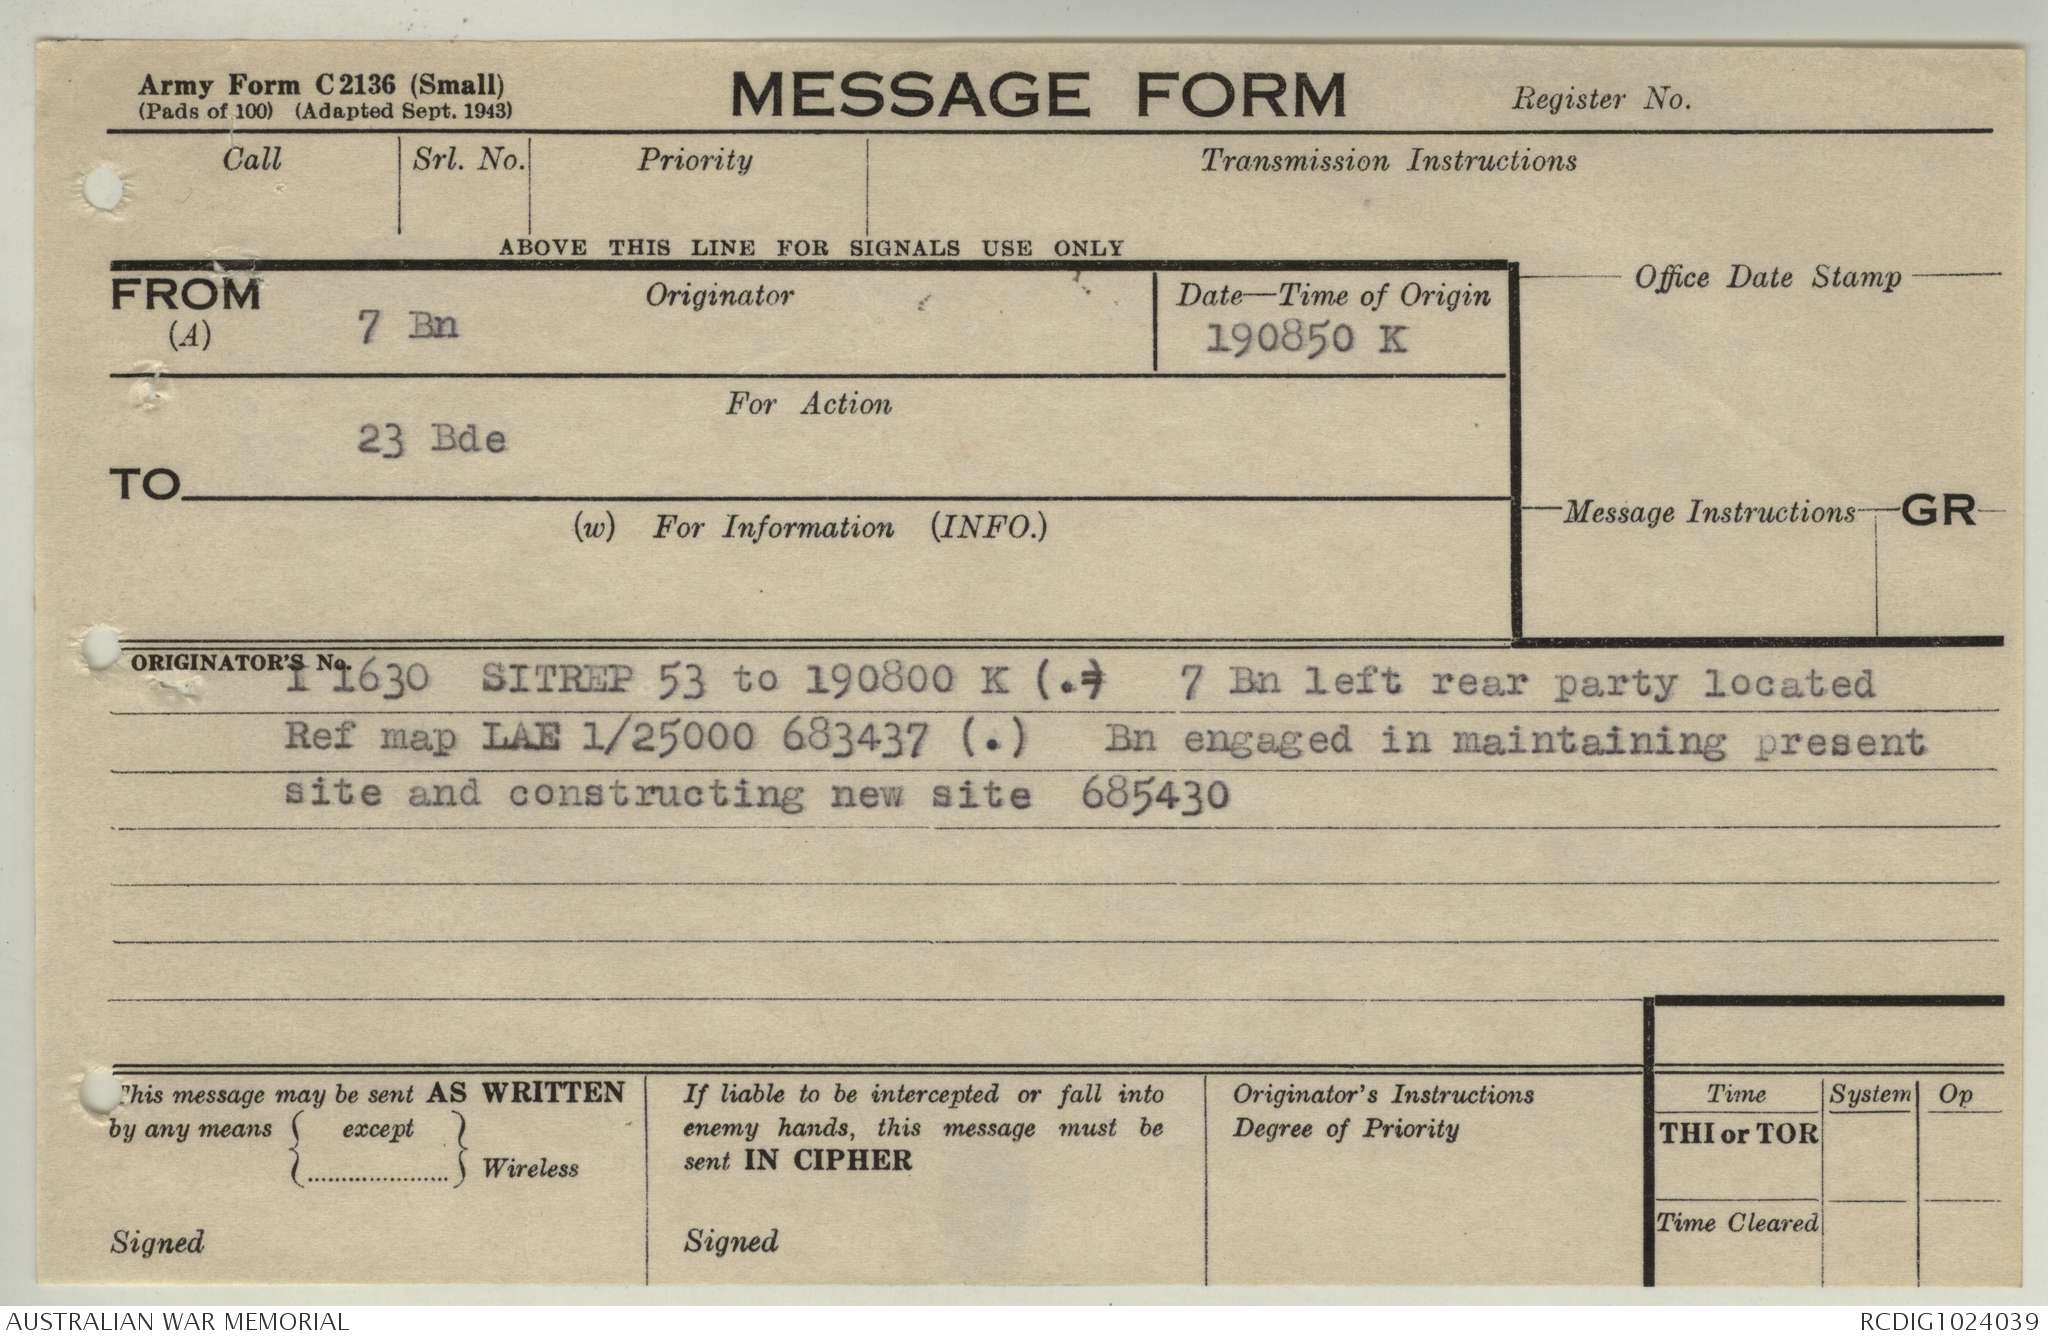 Army Form C2136 (Small)
(Pads of 100) (Adapted Sept. 1943)
MESSAGE FORM
Register No.
Call
Srl. No.
Priority
Transmission Instructions
ABOVE THIS LINE FOR SIGNALS USE ONLY
FROM
(A)
Originator
7 Bn
Date—Time of Origin
190850 K
Office Date Stamp
For Action
23 Bde
TO
(w) For Information (INFO.)
Message Instructions
GR
ORIGINATOR'S No.
I 1630 SITREP 53 to 190800 K (.) 7 Bn left rear party located
Ref map LAE 1/25000 683437 (.) Bn engaged in maintaining present
site and constructing new site 685430
This message may be sent AS WRITTEN
by any means { except }
{ ..................... } Wireless
Signed
If liable to be intercepted or fall into
enemy hands, this message must be
sent IN CIPHER
Signed
Originator's Instructions
Degree of Priority
Time
System
Op
THI or TOR
Time Cleared
AUSTRALIAN WAR MEMORIAL
RCDIG1024039